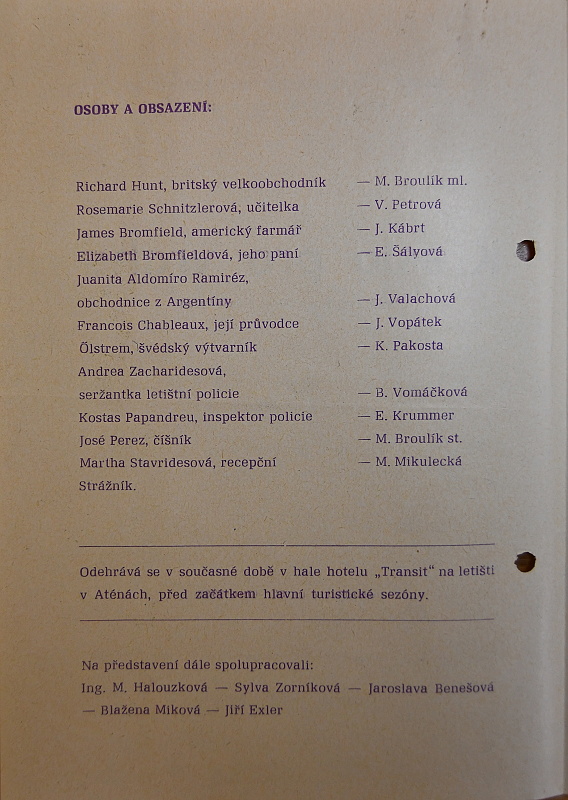 OSOBY A OBSAZENÍ:
Richard Hunt, britský velkoobchodník — M. Broulík ml.
Rosemarie Schnitzlerová, učitelka — V. Petrová
James Bromfield, americký farmář — J. Kábrt
Elizabeth Bromfieldová, jeho paní — E. Šályová
Juanita Aldomíro Ramiréz,
obchodnice z Argentíny — J. Valachová
Francois Chableaux, její průvodce — J. Vopátek
Ölstrem, švédský výtvarník — K. Pakosta
Andrea Zacharidesová,
seržantka letištní policie — B. Vomáčková
Kostas Papandreu, inspektor policie — E. Krummer
José Perez, číšník — M. Broulík st.
Martha Stavridesová, recepční — M. Mikulecká
Strážník.
Odehrává se v současné době v hale hotelu „Transit" na letišti
v Aténách, před začátkem hlavní turistické sezóny.
Na představení dále spolupracovali:
Ing. M. Halouzková — Sylva Zorníková — Jaroslava Benešová
— Blažena Miková — Jiří Exler